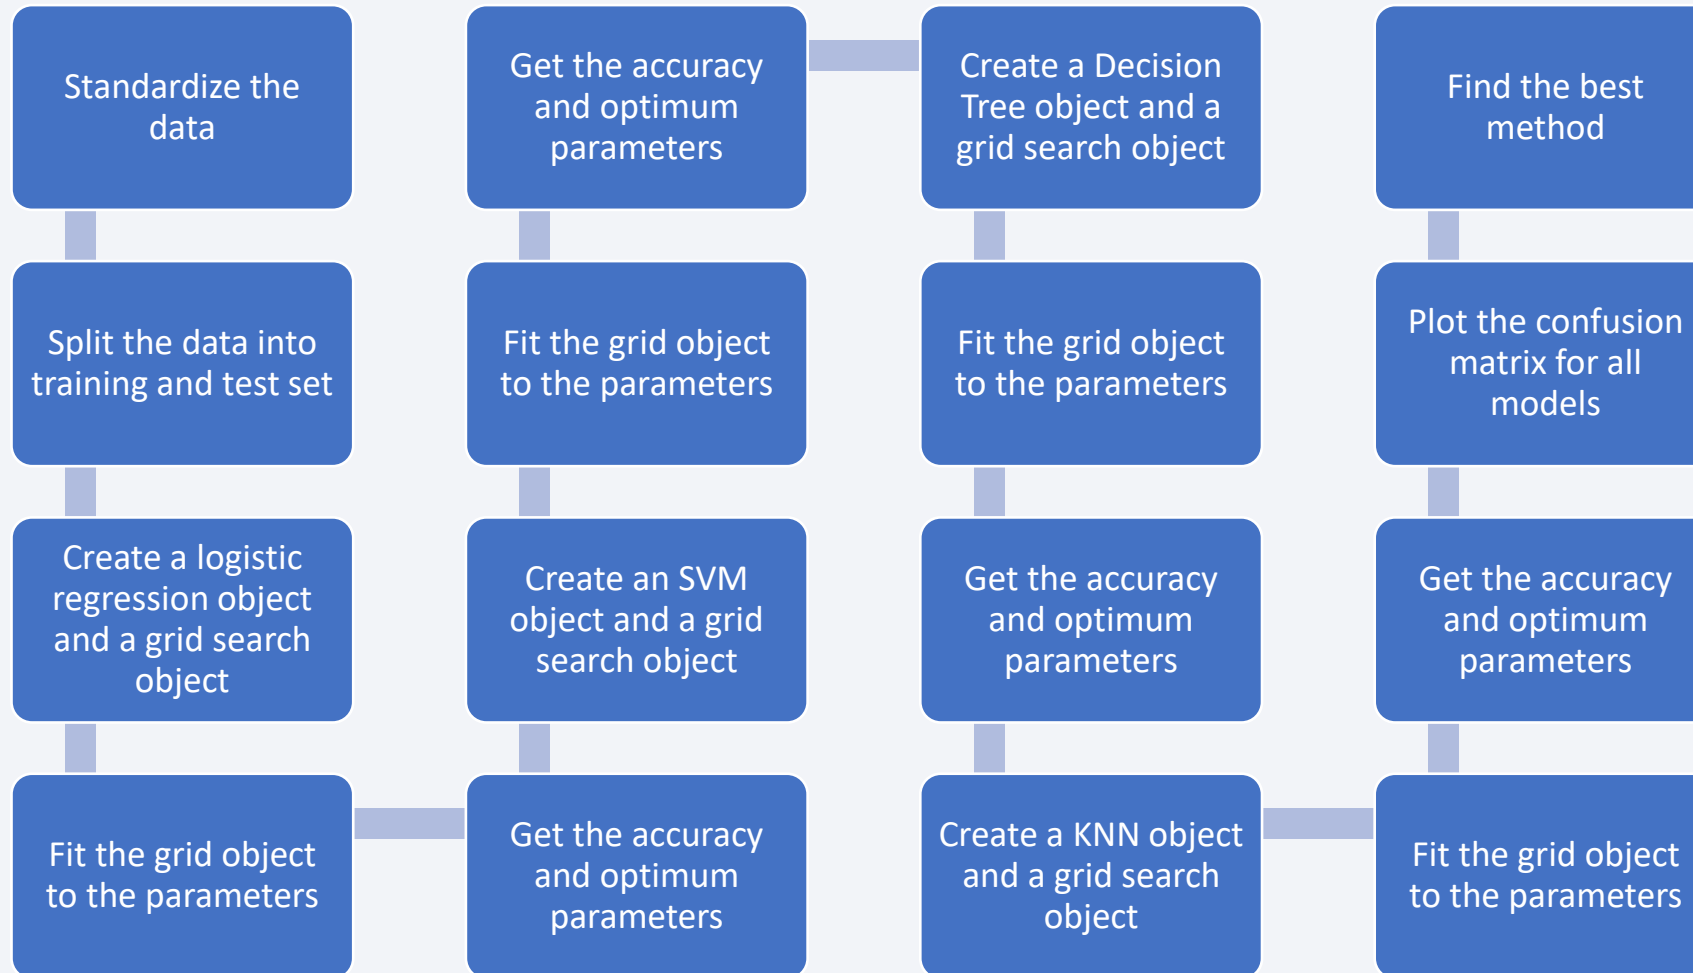 Standardize the
data
Split the data into
training and test set
Create a logistic
regression object
and a grid search
object
Fit the grid object
to the parameters
Get the accuracy
and optimum
parameters
Create an SVM
object and a grid
search object
Fit the grid object
to the parameters
Get the accuracy
and optimum
parameters
Create a Decision
Tree object and a
grid search object
Fit the grid object
to the parameters
Get the accuracy
and optimum
parameters
Create a KNN object
and a grid search
object
Fit the grid object
to the parameters
Get the accuracy
and optimum
parameters
Plot the confusion
matrix for all
models
Find the best
method